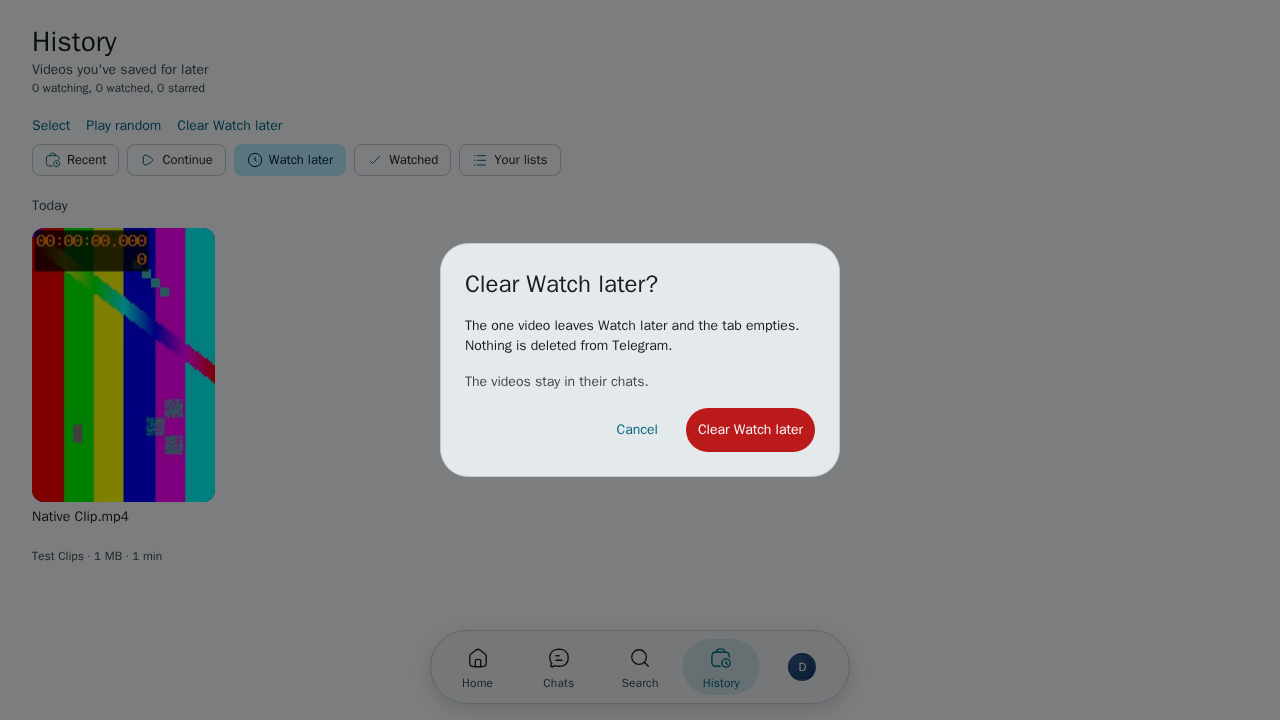 History
Videos you've saved for later
0 watching, 0 watched, 0 starred
Select Play random Clear Watch later
Recent Continue Watch later Watched Your lists
Today
00:00:00.000
0
Native Clip.mp4
Test Clips · 1 MB · 1 min
Clear Watch later?
The one video leaves Watch later and the tab empties.
Nothing is deleted from Telegram.
The videos stay in their chats.
Cancel Clear Watch later
Home Chats Search History D